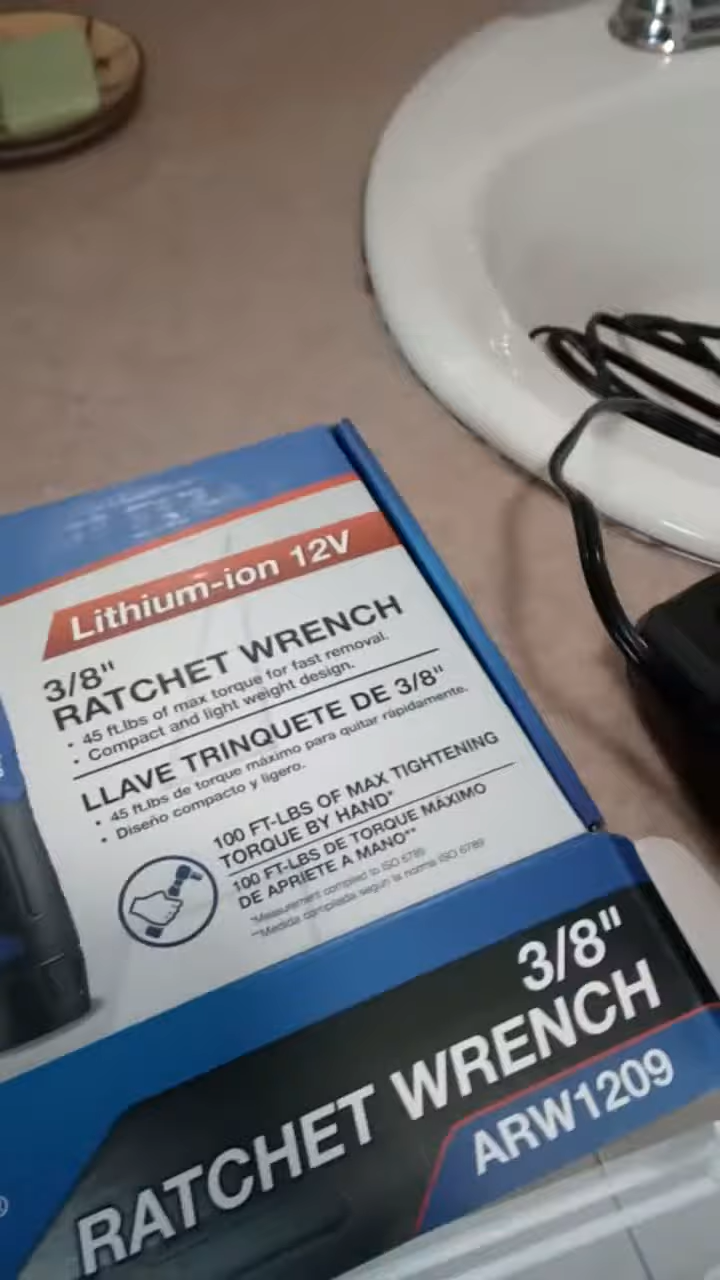 Lithium-ion 12V
3/8"
RATCHET WRENCH
• 45 ft.lbs of max torque for fast removal.
• Compact and light weight design.
LLAVE TRINQUETE DE 3/8"
• 45 ft.lbs de torque máximo para quitar rápidamente.
• Diseño compacto y ligero.
100 FT-LBS OF MAX TIGHTENING
TORQUE BY HAND*
100 FT-LBS DE TORQUE MÁXIMO
DE APRIETE A MANO**
*Measurement complied to ISO 6789
**Medida compilada según la norma ISO 6789
3/8"
RATCHET WRENCH
ARW1209
®